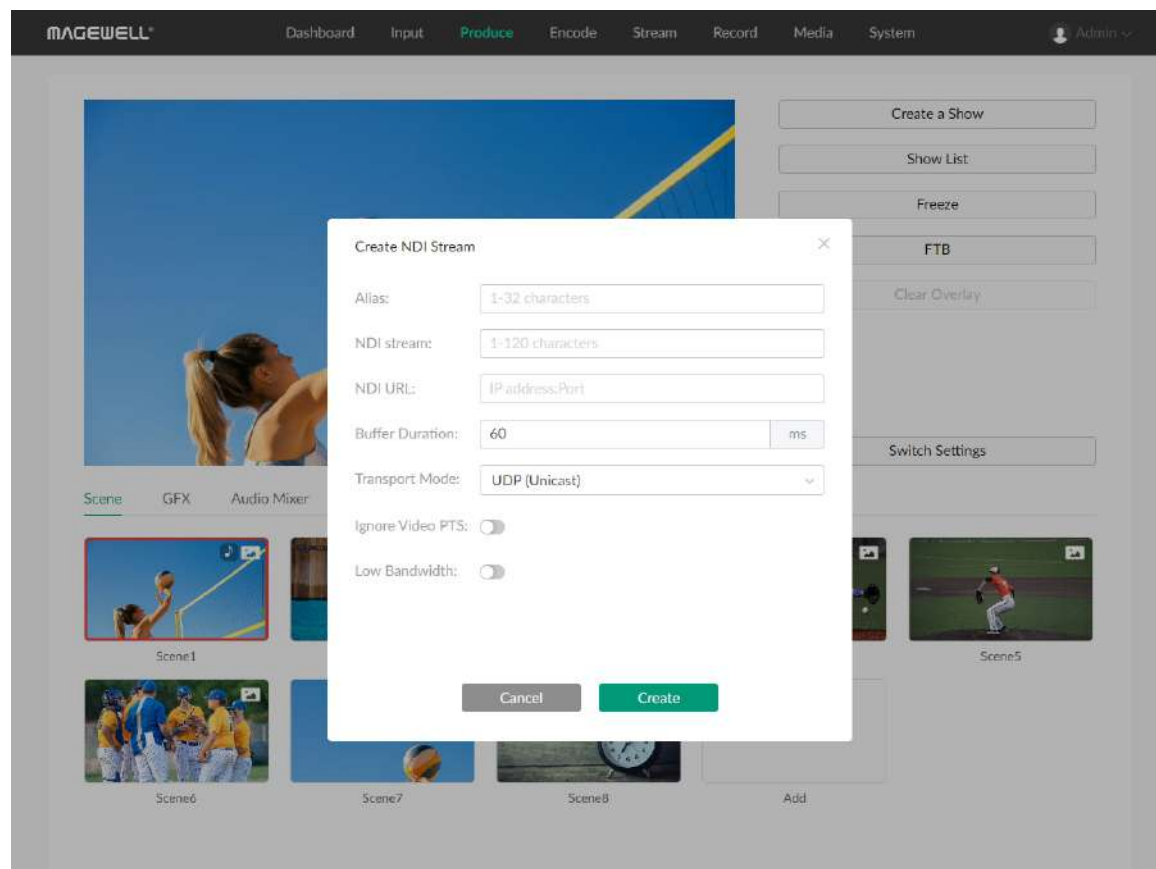 MAGEWELL® Dashboard Input Produce Encode Stream Record Media System Admin
Create a Show
Show List
Freeze
FTB
Clear Overlay
Switch Settings
Create NDI Stream
Alias: 1-32 characters
NDI stream: 1-120 characters
NDI URL: IP address:Port
Buffer Duration: 60 ms
Transport Mode: UDP (Unicast)
Ignore Video PTS:
Low Bandwidth:
Cancel Create
Scene GFX Audio Mixer
Scene1 Scene5
Scene6 Scene7 Scene8 Add